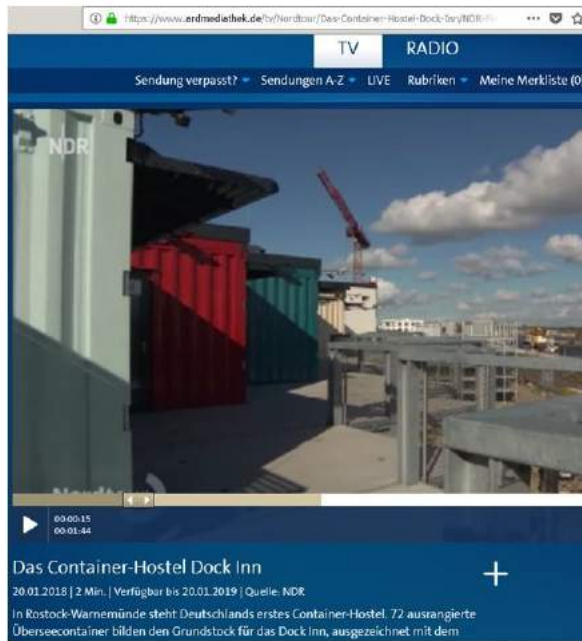 https://www.ardmediathek.de/tv/Nordtour/Das-Container-Hostel-Dock-Inn/NDR-
TV RADIO
Sendung verpasst? Sendungen A-Z LIVE Rubriken Meine Merkliste (0
NDR
Nordtour
00:00:15
00:01:44
Das Container-Hostel Dock Inn
20.01.2018 | 2 Min. | Verfügbar bis 20.01.2019 | Quelle: NDR
In Rostock-Warnemünde steht Deutschlands erstes Container-Hostel. 72 ausrangierte
Überseecontainer bilden den Grundstock für das Dock Inn, ausgezeichnet mit dem